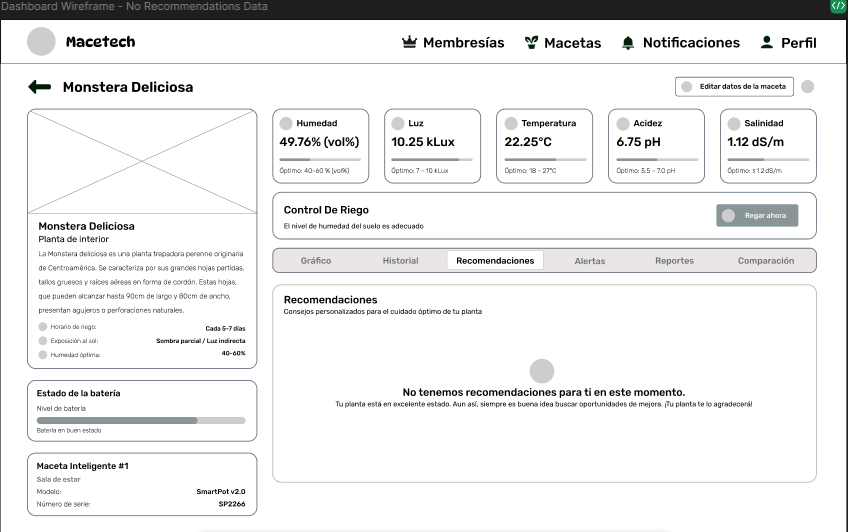 Dashboard Wireframe - No Recommendations Data
</>
Macetech
Membresías
Macetas
Notificaciones
Perfil
Monstera Deliciosa
Editar datos de la maceta
Monstera Deliciosa
Planta de interior
La Monstera deliciosa es una planta trepadora perenne originaria
de Centroamérica. Se caracteriza por sus grandes hojas partidas,
tallos gruesos y raíces aéreas en forma de cordón. Estas hojas,
que pueden alcanzar hasta 90cm de largo y 80cm de ancho,
presentan agujeros o perforaciones naturales.
Horario de riego: Cada 5-7 días
Exposición al sol: Sombra parcial / Luz indirecta
Humedad óptima: 40-60%
Estado de la batería
Nivel de batería
Batería en buen estado
Maceta Inteligente #1
Sala de estar
Modelo: SmartPot v2.0
Número de serie: SP2266
Humedad
49.76% (vol%)
Óptimo: 40-60 % (vol%)
Luz
10.25 kLux
Óptimo: 7 - 10 kLux
Temperatura
22.25°C
Óptimo: 18 - 27°C
Acidez
6.75 pH
Óptimo: 5.5 - 7.0 pH
Salinidad
1.12 dS/m
Óptimo: ≤1.2 dS/m
Control De Riego
El nivel de humedad del suelo es adecuado
Regar ahora
Gráfico
Historial
Recomendaciones
Alertas
Reportes
Comparación
Recomendaciones
Consejos personalizados para el cuidado óptimo de tu planta
No tenemos recomendaciones para ti en este momento.
Tu planta está en excelente estado. Aun así, siempre es buena idea buscar oportunidades de mejora. ¡Tu planta te lo agradecerá!